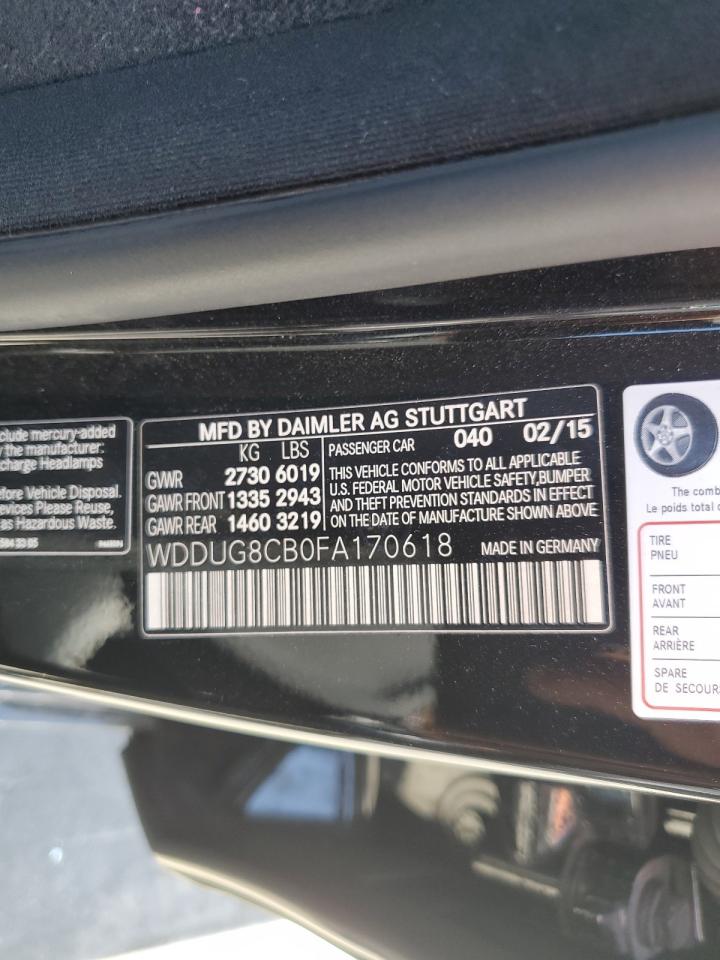 clude mercury-added
the manufacturer:
charge Headlamps
efore Vehicle Disposal.
evices Please Reuse,
as Hazardous Waste.
MFD BY DAIMLER AG STUTTGART
KG LBS
GVWR 2730 6019
GAWR FRONT 1335 2943
GAWR REAR 1460 3219
PASSENGER CAR 040 02/15
THIS VEHICLE CONFORMS TO ALL APPLICABLE
U.S. FEDERAL MOTOR VEHICLE SAFETY,BUMPER
AND THEFT PREVENTION STANDARDS IN EFFECT
ON THE DATE OF MANUFACTURE SHOWN ABOVE
WDDUG8CB0FA170618 MADE IN GERMANY
The comb
Le poids total
TIRE
PNEU
FRONT
AVANT
REAR
ARRIÈRE
SPARE
DE SECOURS